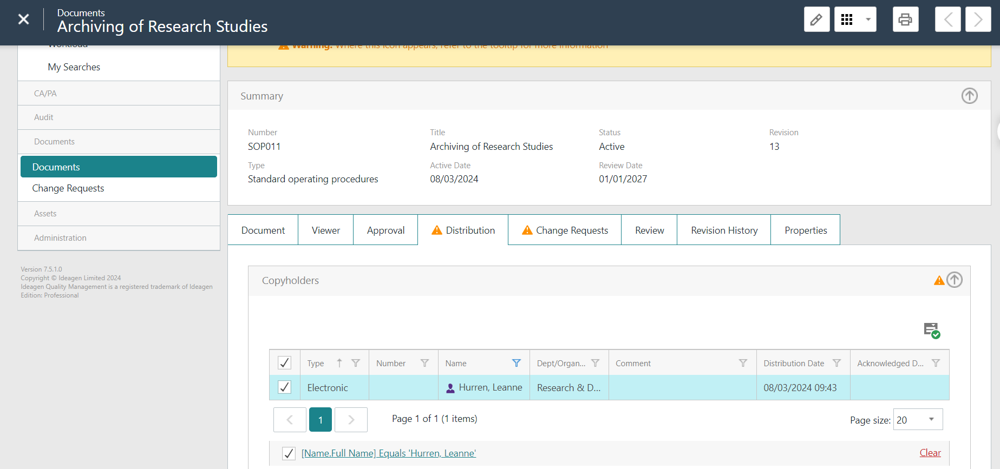 Documents
Archiving of Research Studies
Workload
My Searches
CA/PA
Audit
Documents
Documents
Change Requests
Assets
Administration
Version 7.5.1.0
Copyright © Ideagen Limited 2024
Ideagen Quality Management is a registered trademark of Ideagen
Edition: Professional
Warning: Where this icon appears, refer to the tooltip for more information
Summary
Number Title Status Revision
SOP011 Archiving of Research Studies Active 13
Type Active Date Review Date
Standard operating procedures 08/03/2024 01/01/2027
Document Viewer Approval Distribution Change Requests Review Revision History Properties
Copyholders
Type Number Name Dept/Organ... Comment Distribution Date Acknowledged D...
Electronic Hurren, Leanne Research & D... 08/03/2024 09:43
1 Page 1 of 1 (1 items) Page size: 20
[Name.Full Name] Equals 'Hurren, Leanne' Clear